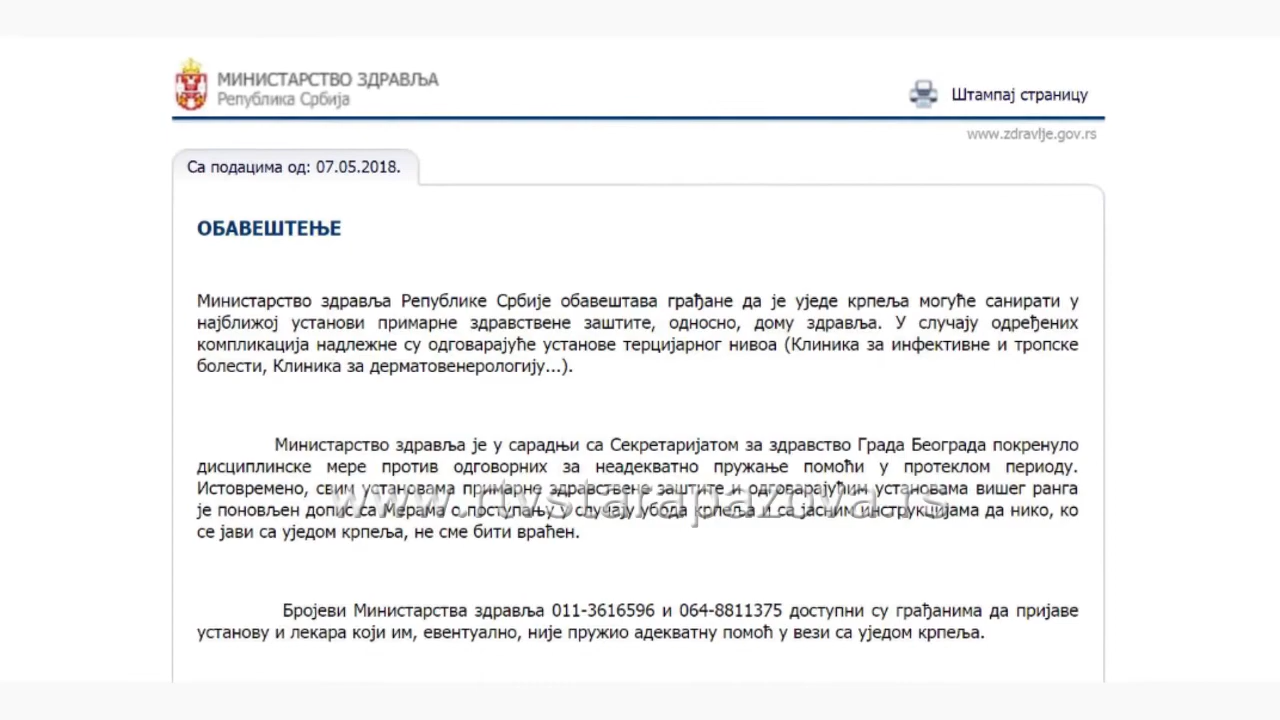 МИНИСТАРСТВО ЗДРАВЉА
Република Србија
Штампај страницу
www.zdravlje.gov.rs
Са подацима од: 07.05.2018.
ОБАВЕШТЕЊЕ
Министарство здравља Републике Србије обавештава грађане да је уједе крпеља могуће санирати у
најближој установи примарне здравствене заштите, односно, дому здравља. У случају одређених
компликација надлежне су одговарајуће установе терцијарног нивоа (Клиника за инфективне и тропске
болести, Клиника за дерматовенерологију...).
Министарство здравља је у сарадњи са Секретаријатом за здравство Града Београда покренуло
дисциплинске мере против одговорних за неадекватно пружање помоћи у протеклом периоду.
Истовремено, свим установама примарне здравствене заштите и одговарајућим установама вишег ранга
је поновљен допис са Мерама о поступању у случају убода крпеља и са јасним инструкцијама да нико, ко
се јави са уједом крпеља, не сме бити враћен.
www.rtvstarapazova.rs
Бројеви Министарства здравља 011-3616596 и 064-8811375 доступни су грађанима да пријаве
установу и лекара који им, евентуално, није пружио адекватну помоћ у вези са уједом крпеља.